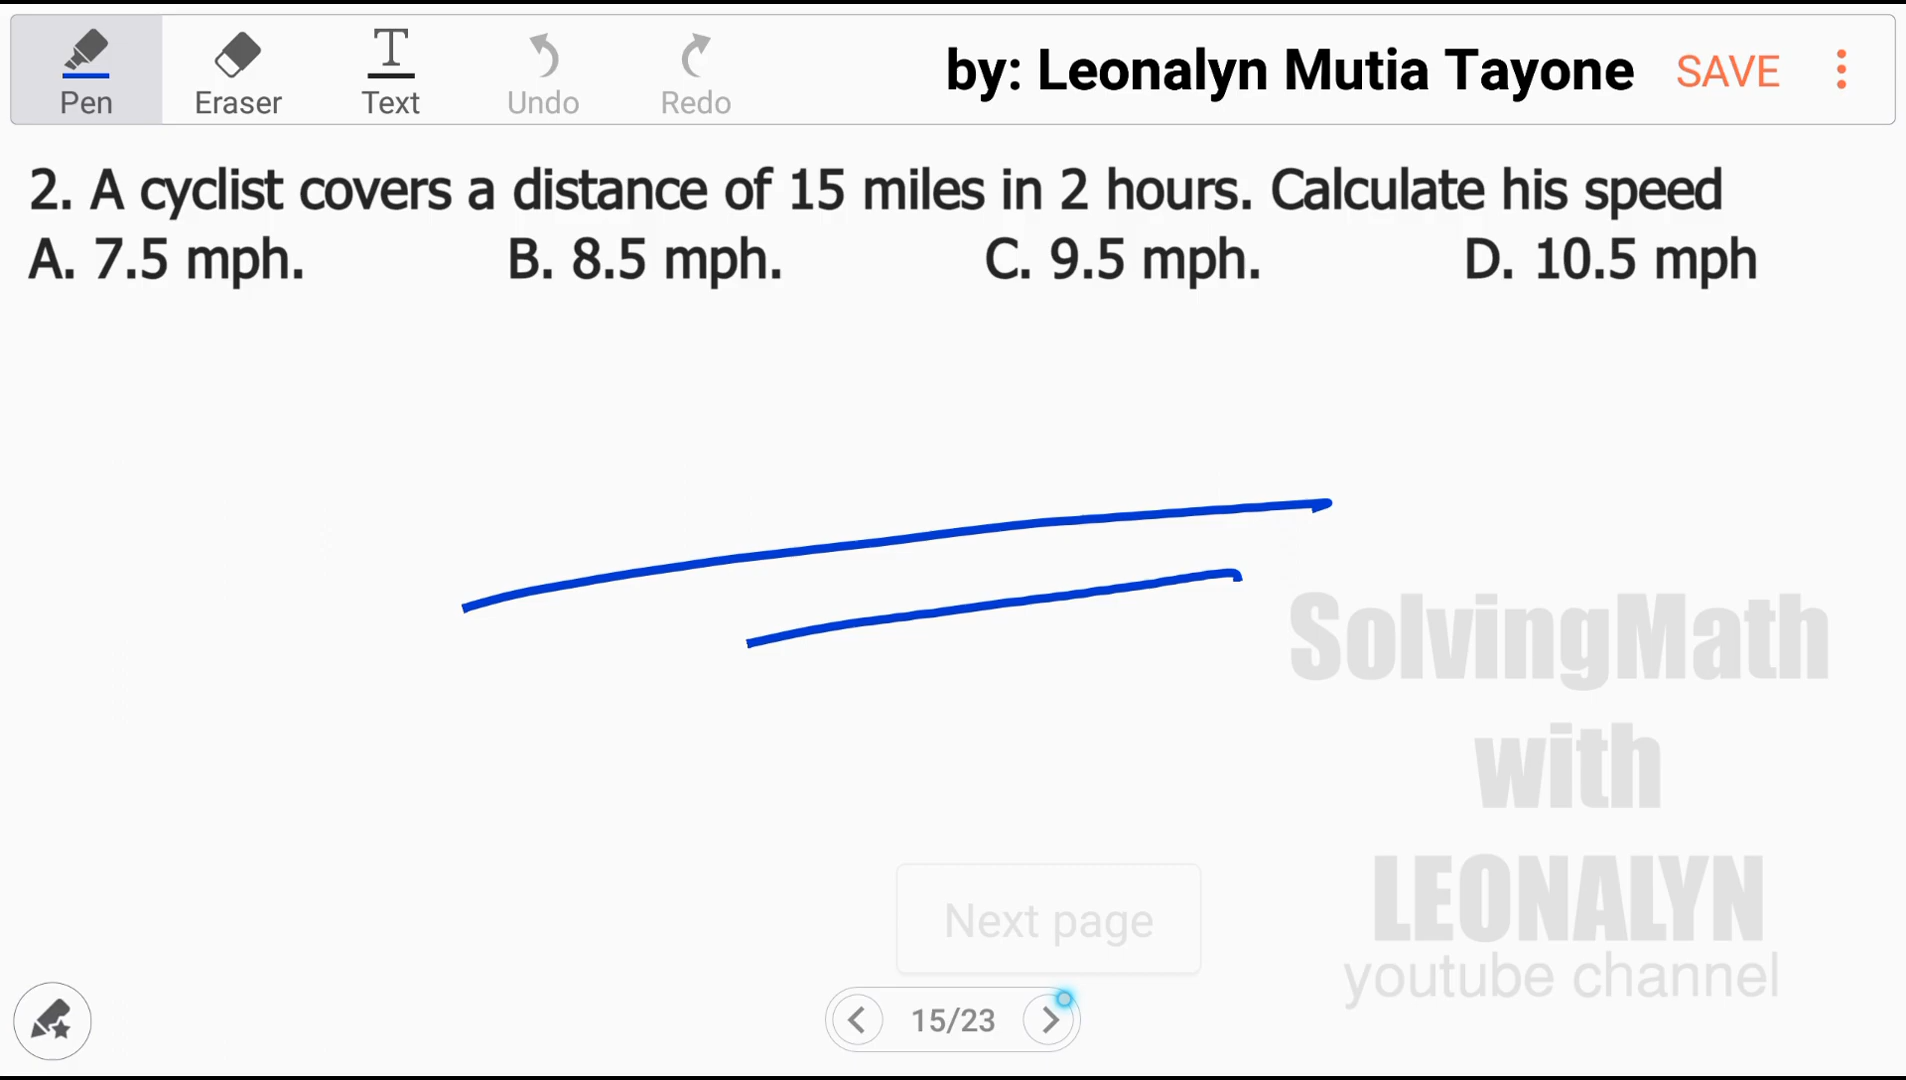 Pen
Eraser
Text
Undo
Redo
by: Leonalyn Mutia Tayone
SAVE
2. A cyclist covers a distance of 15 miles in 2 hours. Calculate his speed
A. 7.5 mph. B. 8.5 mph. C. 9.5 mph. D. 10.5 mph
SolvingMath
with
LEONALYN
youtube channel
Next page
15/23